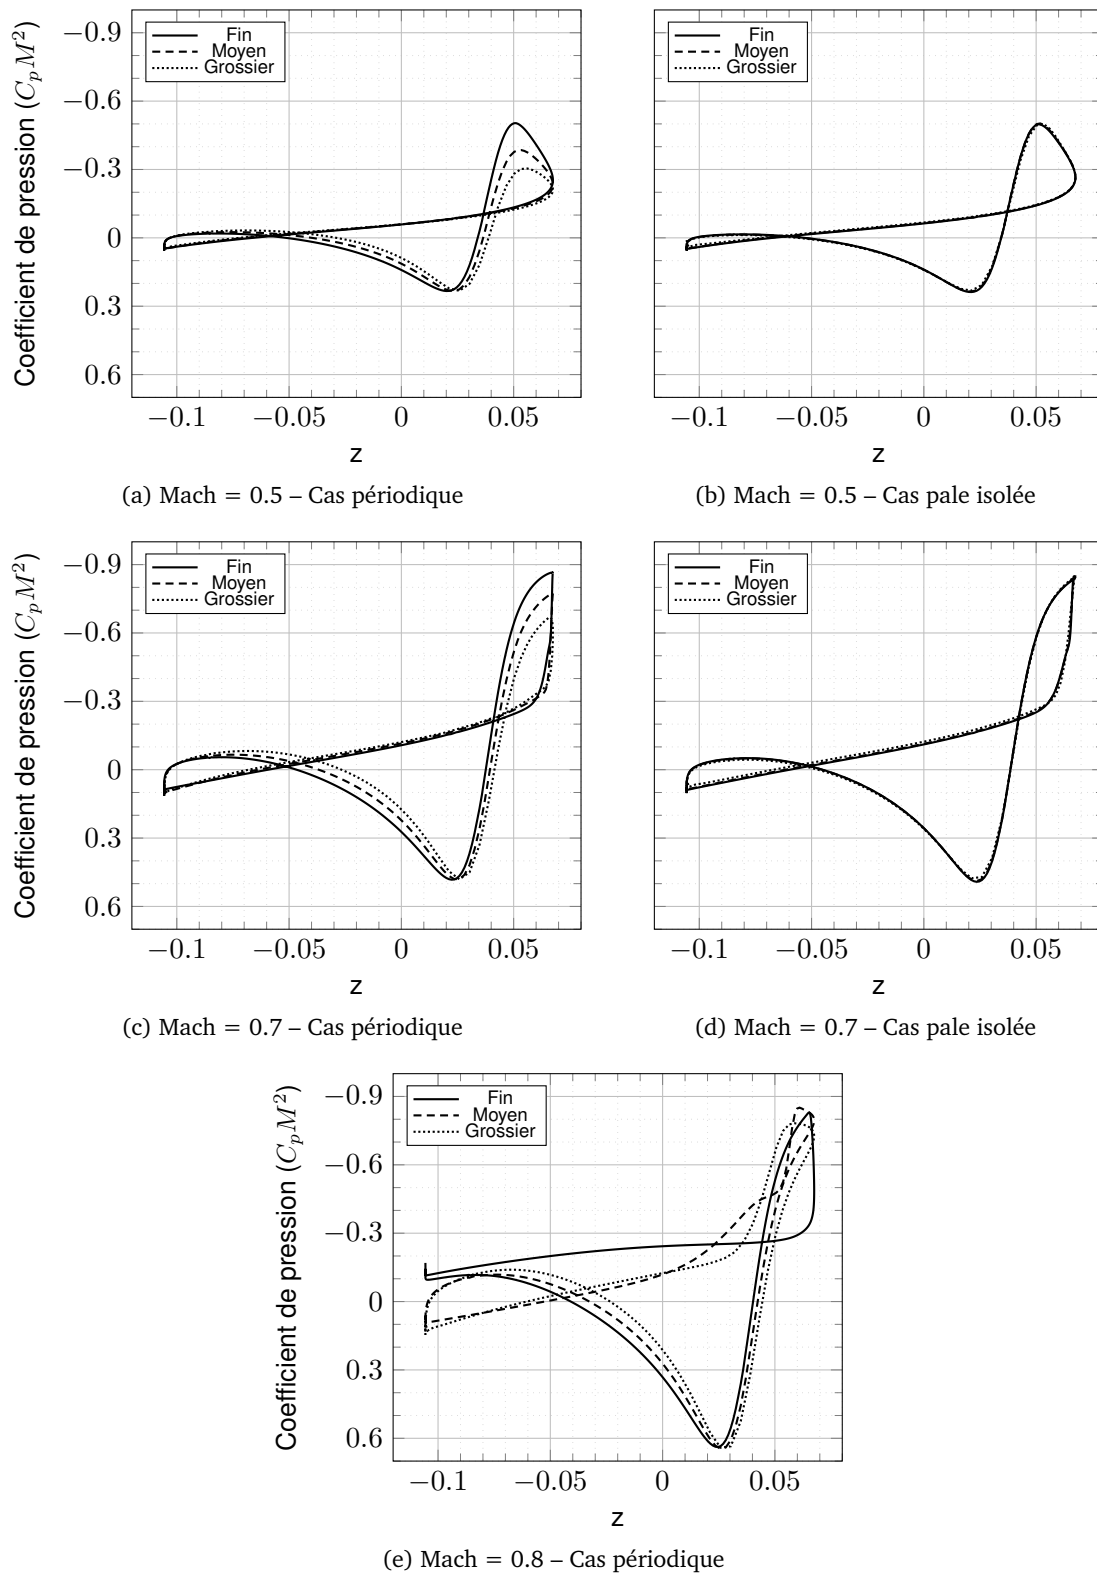 −0.9
−0.6
−0.3
0
0.3
0.6
Coefficient de pression (CpM²)
Fin
Moyen
Grossier
−0.1 −0.05 0 0.05
z
(a) Mach = 0.5 – Cas périodique
Fin
Moyen
Grossier
−0.1 −0.05 0 0.05
z
(b) Mach = 0.5 – Cas pale isolée
−0.9
−0.6
−0.3
0
0.3
0.6
Coefficient de pression (CpM²)
Fin
Moyen
Grossier
−0.1 −0.05 0 0.05
z
(c) Mach = 0.7 – Cas périodique
Fin
Moyen
Grossier
−0.1 −0.05 0 0.05
z
(d) Mach = 0.7 – Cas pale isolée
−0.9
−0.6
−0.3
0
0.3
0.6
Coefficient de pression (CpM²)
Fin
Moyen
Grossier
−0.1 −0.05 0 0.05
z
(e) Mach = 0.8 – Cas périodique